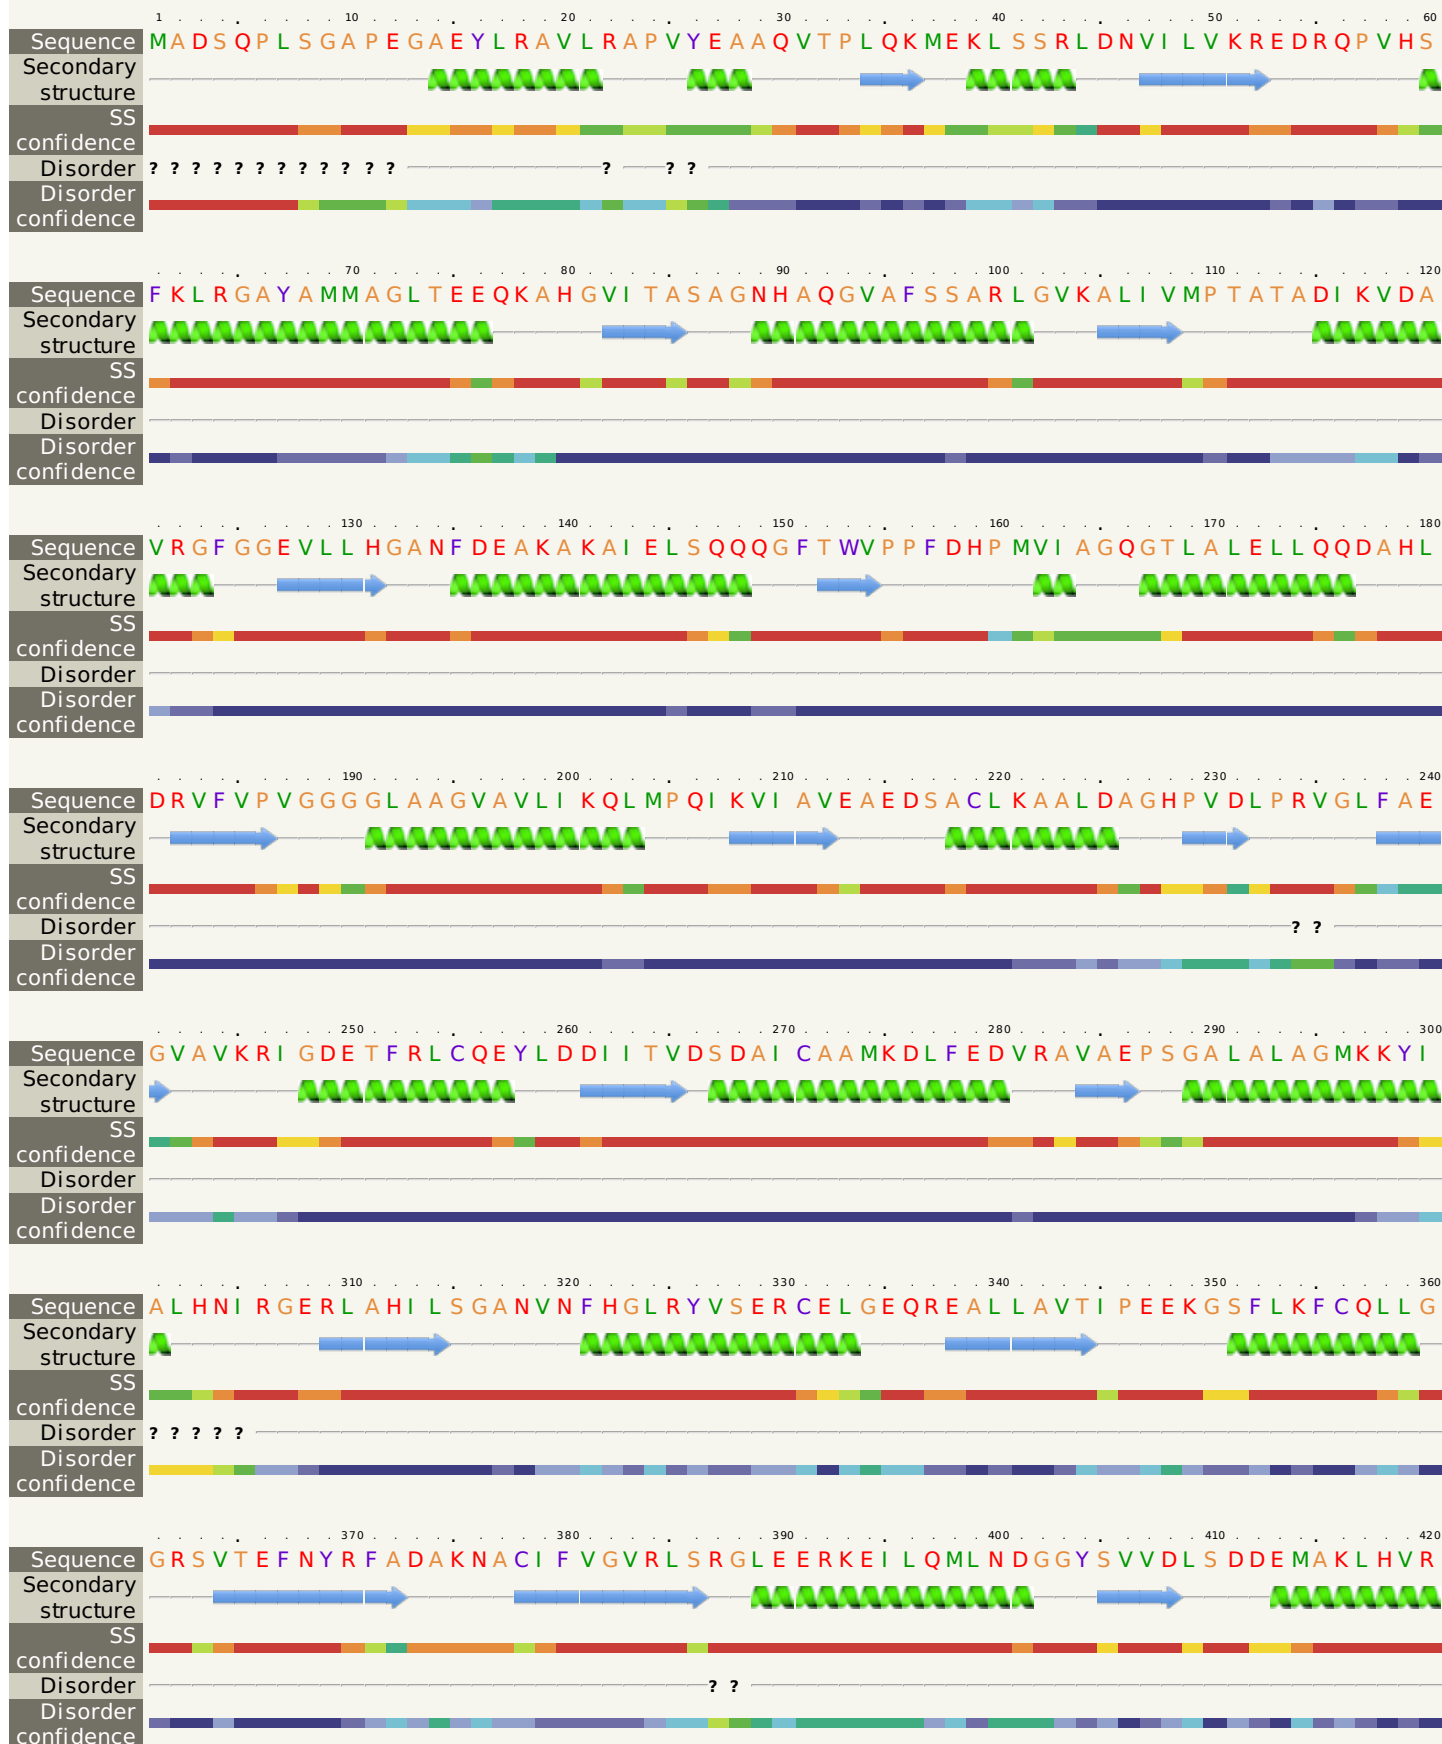 1 10 20 30 40 50 60
Sequence MADSQPLSGAPEGAEYLRAVLRAPVYEAAQVTPLQKMEKLSSRLDNVILVKREDRQPVHS
Secondary
structure
SS
confidence
Disorder ? ? ? ? ? ? ? ? ? ? ? ? ? ? ?
Disorder
confidence
70 80 90 100 110 120
Sequence FKLRGAYAMMAGLTEEQKAHGVITASAGNHAQGVAFSSARLGVKALIVMPTATADIKVDA
Secondary
structure
SS
confidence
Disorder
Disorder
confidence
130 140 150 160 170 180
Sequence VRGFGGEVLLHGANFDEAKAKAIELSQQQGFTWVPPFDHPMVIAGQGTLALELLQQDAHL
Secondary
structure
SS
confidence
Disorder
Disorder
confidence
190 200 210 220 230 240
Sequence DRVFVPVGGGGLAAGVAVLIKQLMPQIKVIAVEAEDSACLKAALDAGHPVDLPRVGLFAE
Secondary
structure
SS
confidence
Disorder ? ?
Disorder
confidence
250 260 270 280 290 300
Sequence GVAVKRIGDETFRLCQEYLDDIITVDSDAICAAMKDLFEDVRAVAEPSGALALAGMKKYI
Secondary
structure
SS
confidence
Disorder
Disorder
confidence
310 320 330 340 350 360
Sequence ALHNIRGERLAHILSGANVNFHGLRYVSERCELGEQREALLAVTIPEEKGSFLKFCQLLG
Secondary
structure
SS
confidence
Disorder ? ? ? ? ?
Disorder
confidence
370 380 390 400 410 420
Sequence GRSVTEFNYRFADAKNACIFVGVRLSRGLEERKEILQMLNDGGYSVVDLSDDEMAKLHVR
Secondary
structure
SS
confidence
Disorder ? ?
Disorder
confidence